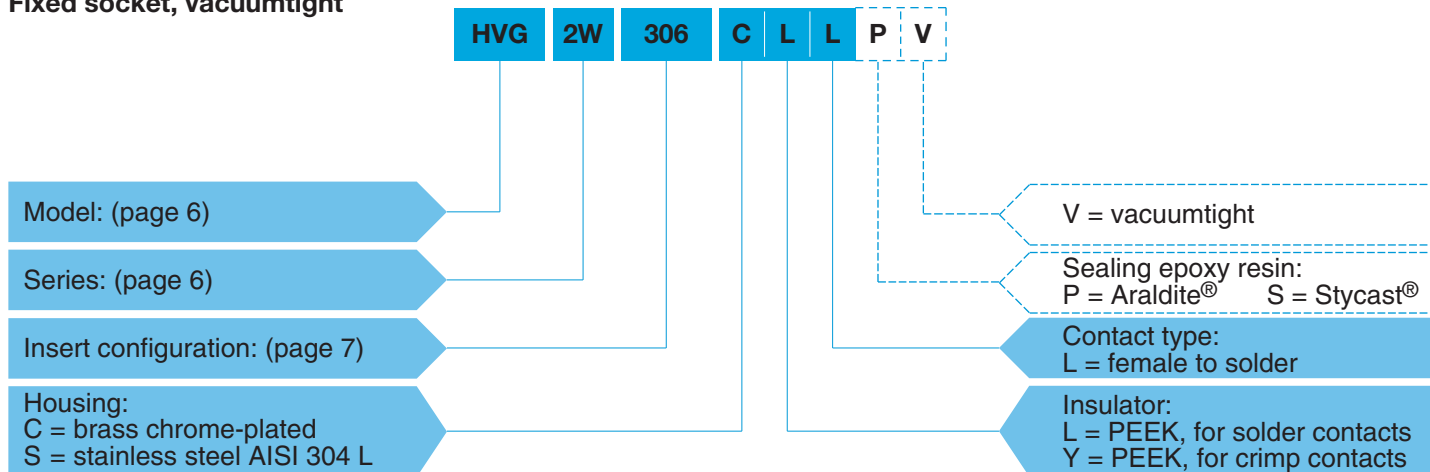 Fixed socket, vacuumtight
HVG 2W 306 C L L P V
Model: (page 6)
Series: (page 6)
Insert configuration: (page 7)
Housing:
C = brass chrome-plated
S = stainless steel AISI 304 L
V = vacuumtight
Sealing epoxy resin:
P = Araldite® S = Stycast®
Contact type:
L = female to solder
Insulator:
L = PEEK, for solder contacts
Y = PEEK, for crimp contacts